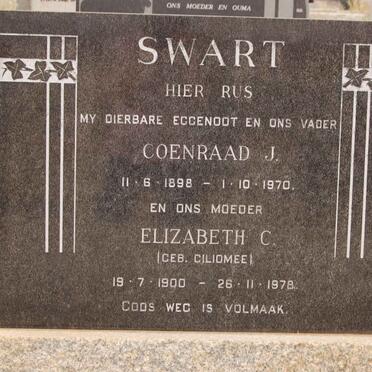 ONS MOEDER EN OUMA
SWART
HIER RUS
MY DIERBARE EGGENOOT EN ONS VADER
COENRAAD J.
11·6·1898 – 1·10·1970.
EN ONS MOEDER
ELIZABETH C.
(GEB. CILIOMEE)
19·7·1900 – 26·11·1978.
GODS WEG IS VOLMAAK.